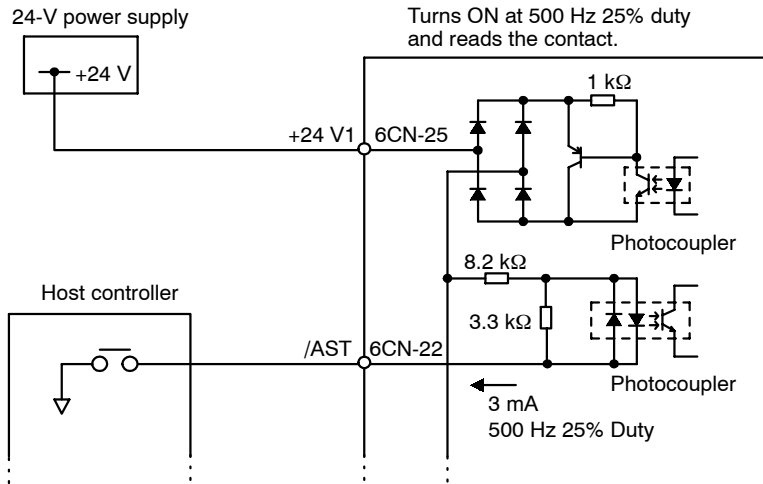 24-V power supply
+24 V
Turns ON at 500 Hz 25% duty
and reads the contact.
1 kΩ
+24 V1
6CN-25
Photocoupler
8.2 kΩ
Host controller
3.3 kΩ
/AST
6CN-22
Photocoupler
3 mA
500 Hz 25% Duty